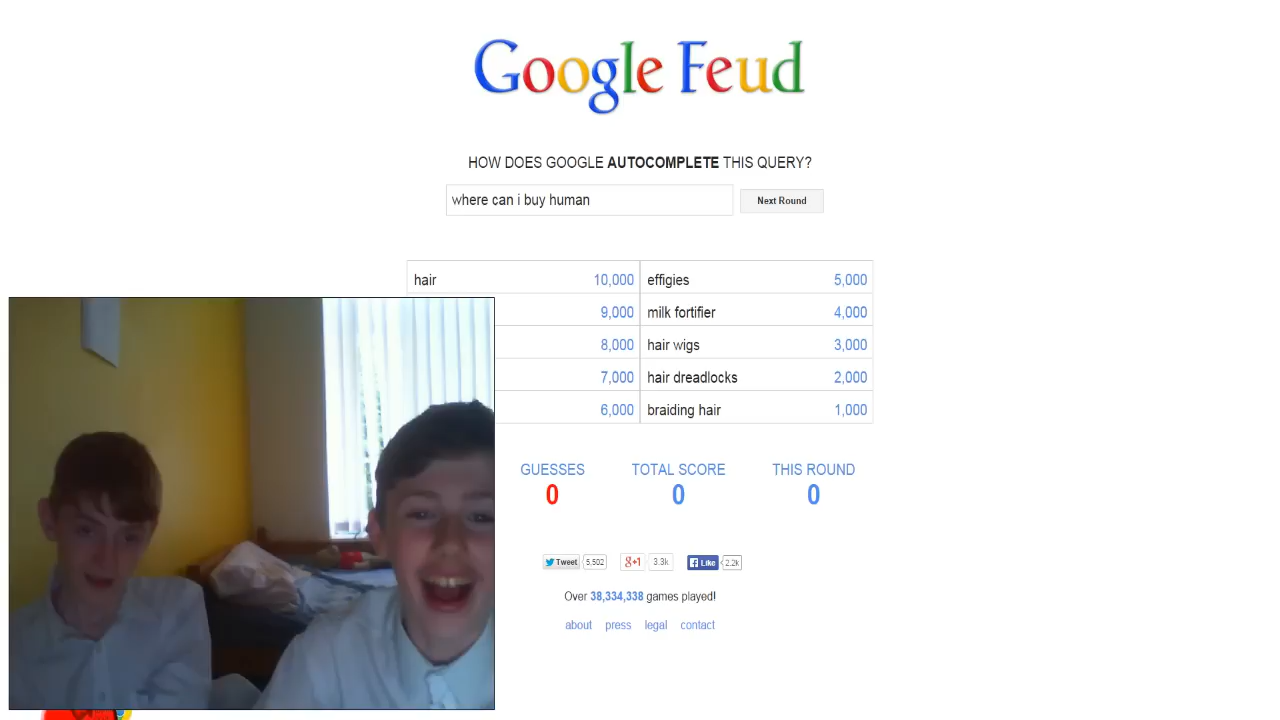 Google Feud
HOW DOES GOOGLE AUTOCOMPLETE THIS QUERY?
where can i buy human
Next Round
hair 10,000 effigies 5,000
9,000 milk fortifier 4,000
8,000 hair wigs 3,000
7,000 hair dreadlocks 2,000
6,000 braiding hair 1,000
GUESSES TOTAL SCORE THIS ROUND
0 0 0
Tweet 5,502 g+1 3.3k Like 2.2k
Over 38,334,338 games played!
about press legal contact